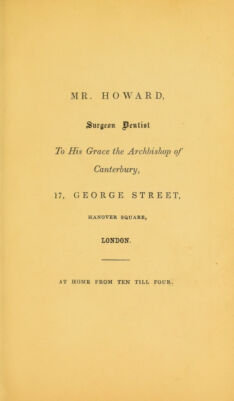 MR. HOWARD,
Surgeon Dentist
To His Grace the Archbishop of
Canterbury,
17, GEORGE STREET,
HANOVER SQUARE,
LONDON.
AT HOME FROM TEN TILL FOUR.